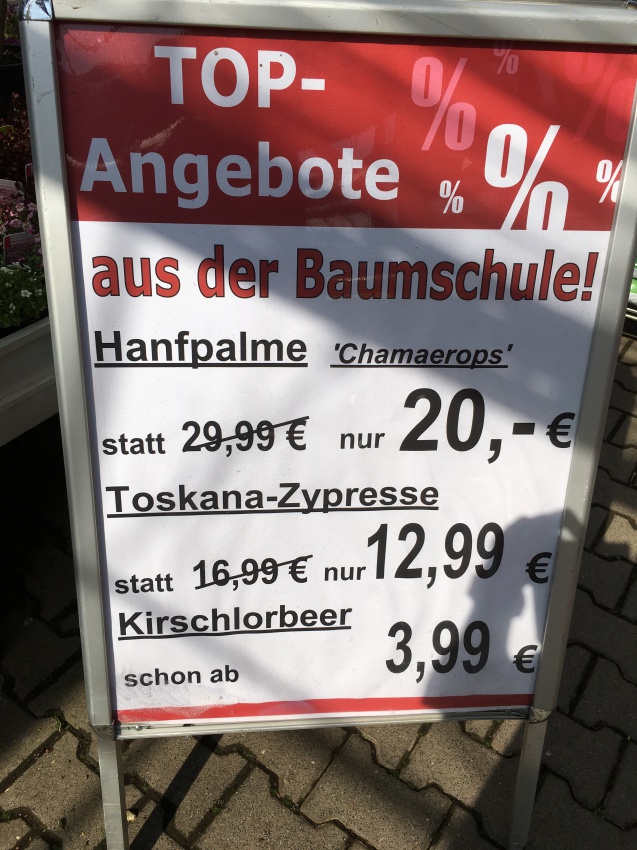 TOP-
Angebote
% % % % %
aus der Baumschule!
Hanfpalme 'Chamaerops'
statt 29,99 € nur 20,- €
Toskana-Zypresse
statt 16,99 € nur 12,99 €
Kirschlorbeer
schon ab 3,99 €